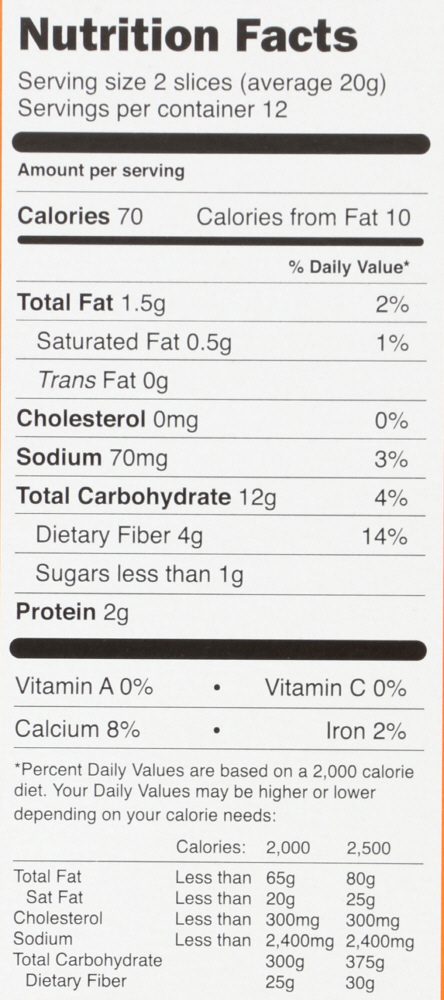 Nutrition Facts
Serving size 2 slices (average 20g)
Servings per container 12
Amount per serving
Calories 70 Calories from Fat 10
% Daily Value*
Total Fat 1.5g 2%
Saturated Fat 0.5g 1%
Trans Fat 0g
Cholesterol 0mg 0%
Sodium 70mg 3%
Total Carbohydrate 12g 4%
Dietary Fiber 4g 14%
Sugars less than 1g
Protein 2g
Vitamin A 0% • Vitamin C 0%
Calcium 8% • Iron 2%
*Percent Daily Values are based on a 2,000 calorie
diet. Your Daily Values may be higher or lower
depending on your calorie needs:
Calories: 2,000 2,500
Total Fat Less than 65g 80g
Sat Fat Less than 20g 25g
Cholesterol Less than 300mg 300mg
Sodium Less than 2,400mg 2,400mg
Total Carbohydrate 300g 375g
Dietary Fiber 25g 30g